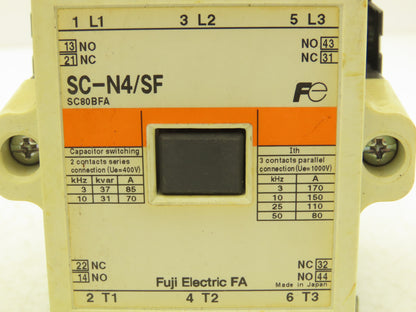 1 L1 3 L2 5 L3
13 NO NO 43
21 NC NC 31
SC-N4/SF
SC80BFA
Fe
Capacitor switching
2 contacts series
connection (Ue=400V)
kHz kvar A
3 37 85
10 31 70
Ith
3 contacts parallel
connection (Ue=1000V)
kHz A
3 170
10 150
25 110
50 80
22 NC NC 32
14 NO NO 44
Fuji Electric FA Made in Japan
2 T1 4 T2 6 T3